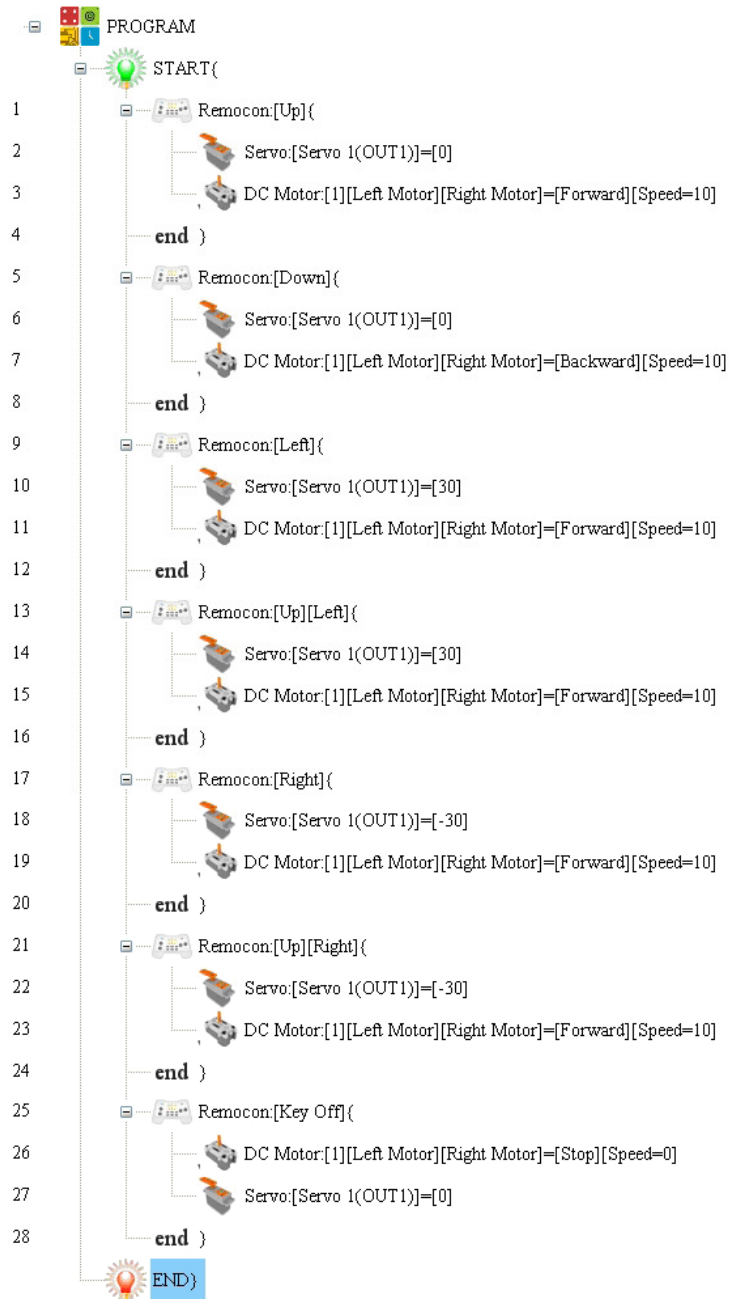 PROGRAM
START{
1 Remocon:[Up]{
2 Servo:[Servo 1(OUT1)]=[0]
3 DC Motor:[1][Left Motor][Right Motor]=[Forward][Speed=10]
4 end }
5 Remocon:[Down]{
6 Servo:[Servo 1(OUT1)]=[0]
7 DC Motor:[1][Left Motor][Right Motor]=[Backward][Speed=10]
8 end }
9 Remocon:[Left]{
10 Servo:[Servo 1(OUT1)]=[30]
11 DC Motor:[1][Left Motor][Right Motor]=[Forward][Speed=10]
12 end }
13 Remocon:[Up][Left]{
14 Servo:[Servo 1(OUT1)]=[30]
15 DC Motor:[1][Left Motor][Right Motor]=[Forward][Speed=10]
16 end }
17 Remocon:[Right]{
18 Servo:[Servo 1(OUT1)]=[-30]
19 DC Motor:[1][Left Motor][Right Motor]=[Forward][Speed=10]
20 end }
21 Remocon:[Up][Right]{
22 Servo:[Servo 1(OUT1)]=[-30]
23 DC Motor:[1][Left Motor][Right Motor]=[Forward][Speed=10]
24 end }
25 Remocon:[Key Off]{
26 DC Motor:[1][Left Motor][Right Motor]=[Stop][Speed=0]
27 Servo:[Servo 1(OUT1)]=[0]
28 end }
END}